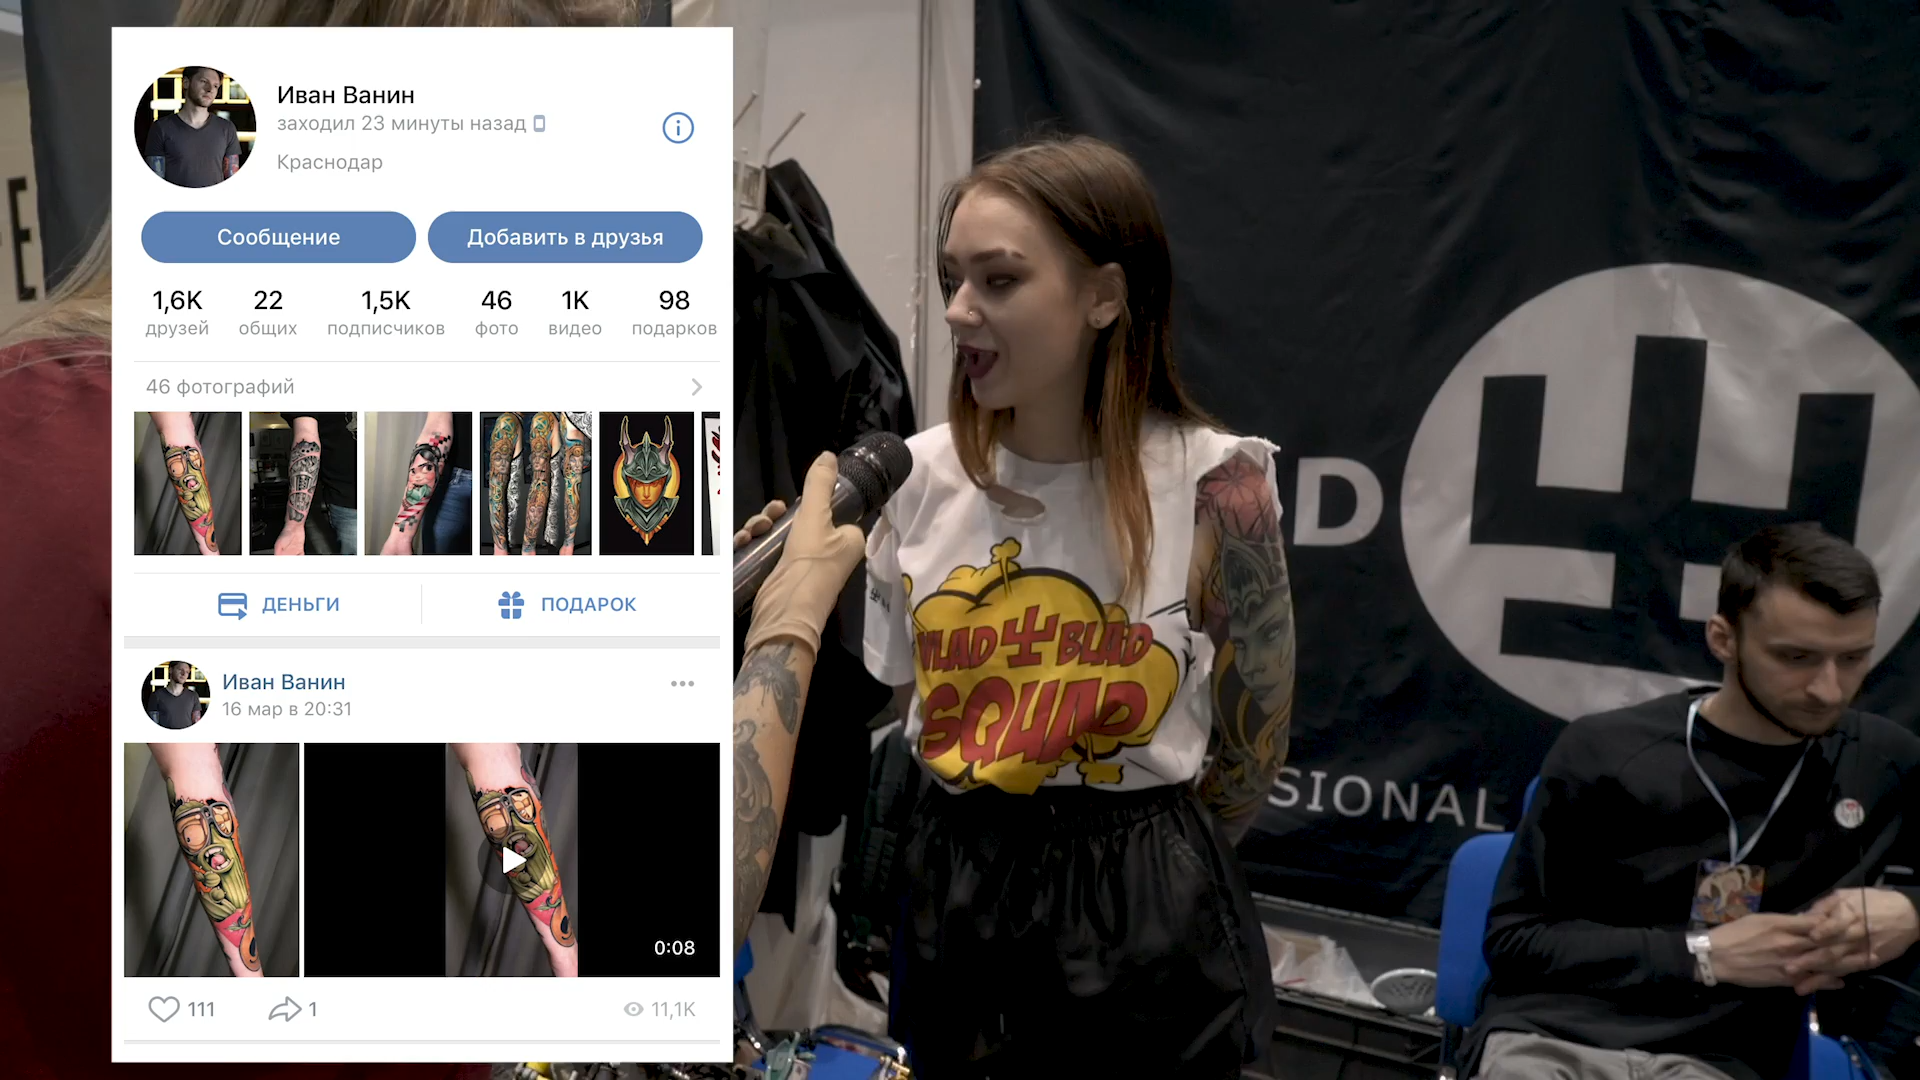 Иван Ванин
заходил 23 минуты назад
Краснодар
Сообщение
Добавить в друзья
1,6K
22
1,5K
46
1K
98
друзей
общих
подписчиков
фото
видео
подарков
46 фотографий
ДЕНЬГИ
ПОДАРОК
Иван Ванин
16 мар в 20:31
0:08
111
1
11,1K
VLAD BLAD
SQUAD
D
SIONAL